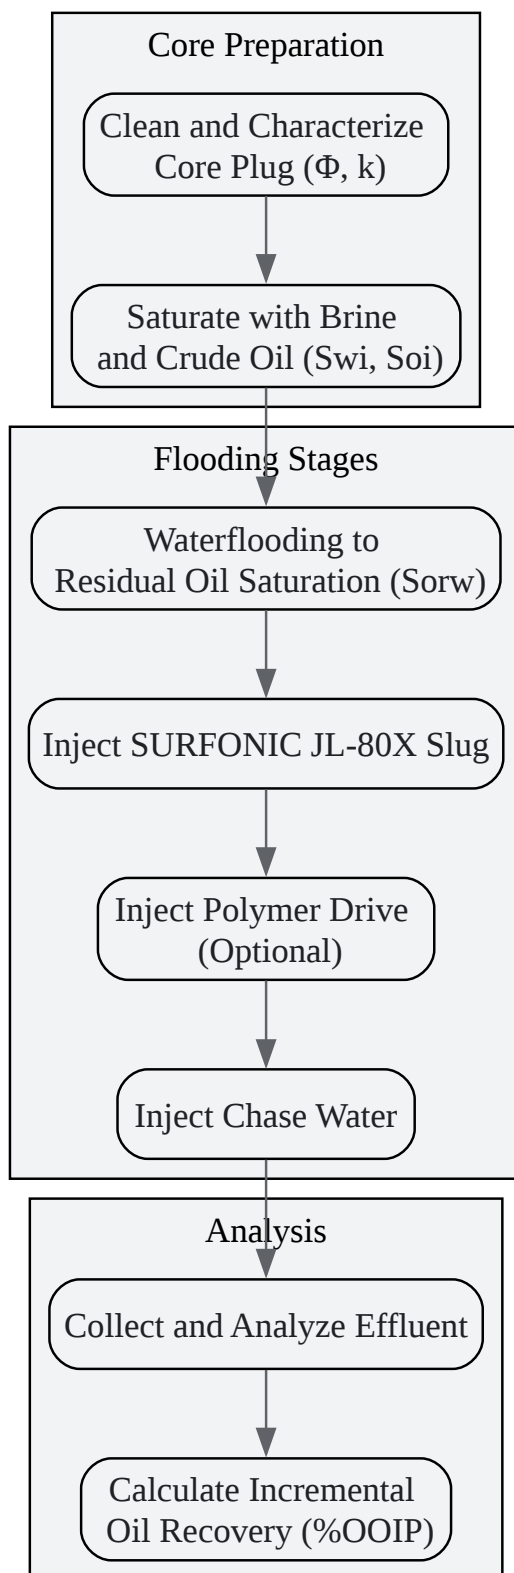 Core Preparation
Clean and Characterize
Core Plug (Φ, k)
Saturate with Brine
and Crude Oil (Swi, Soi)
Flooding Stages
Waterflooding to
Residual Oil Saturation (Sorw)
Inject SURFONIC JL-80X Slug
Inject Polymer Drive
(Optional)
Inject Chase Water
Analysis
Collect and Analyze Effluent
Calculate Incremental
Oil Recovery (%OOIP)